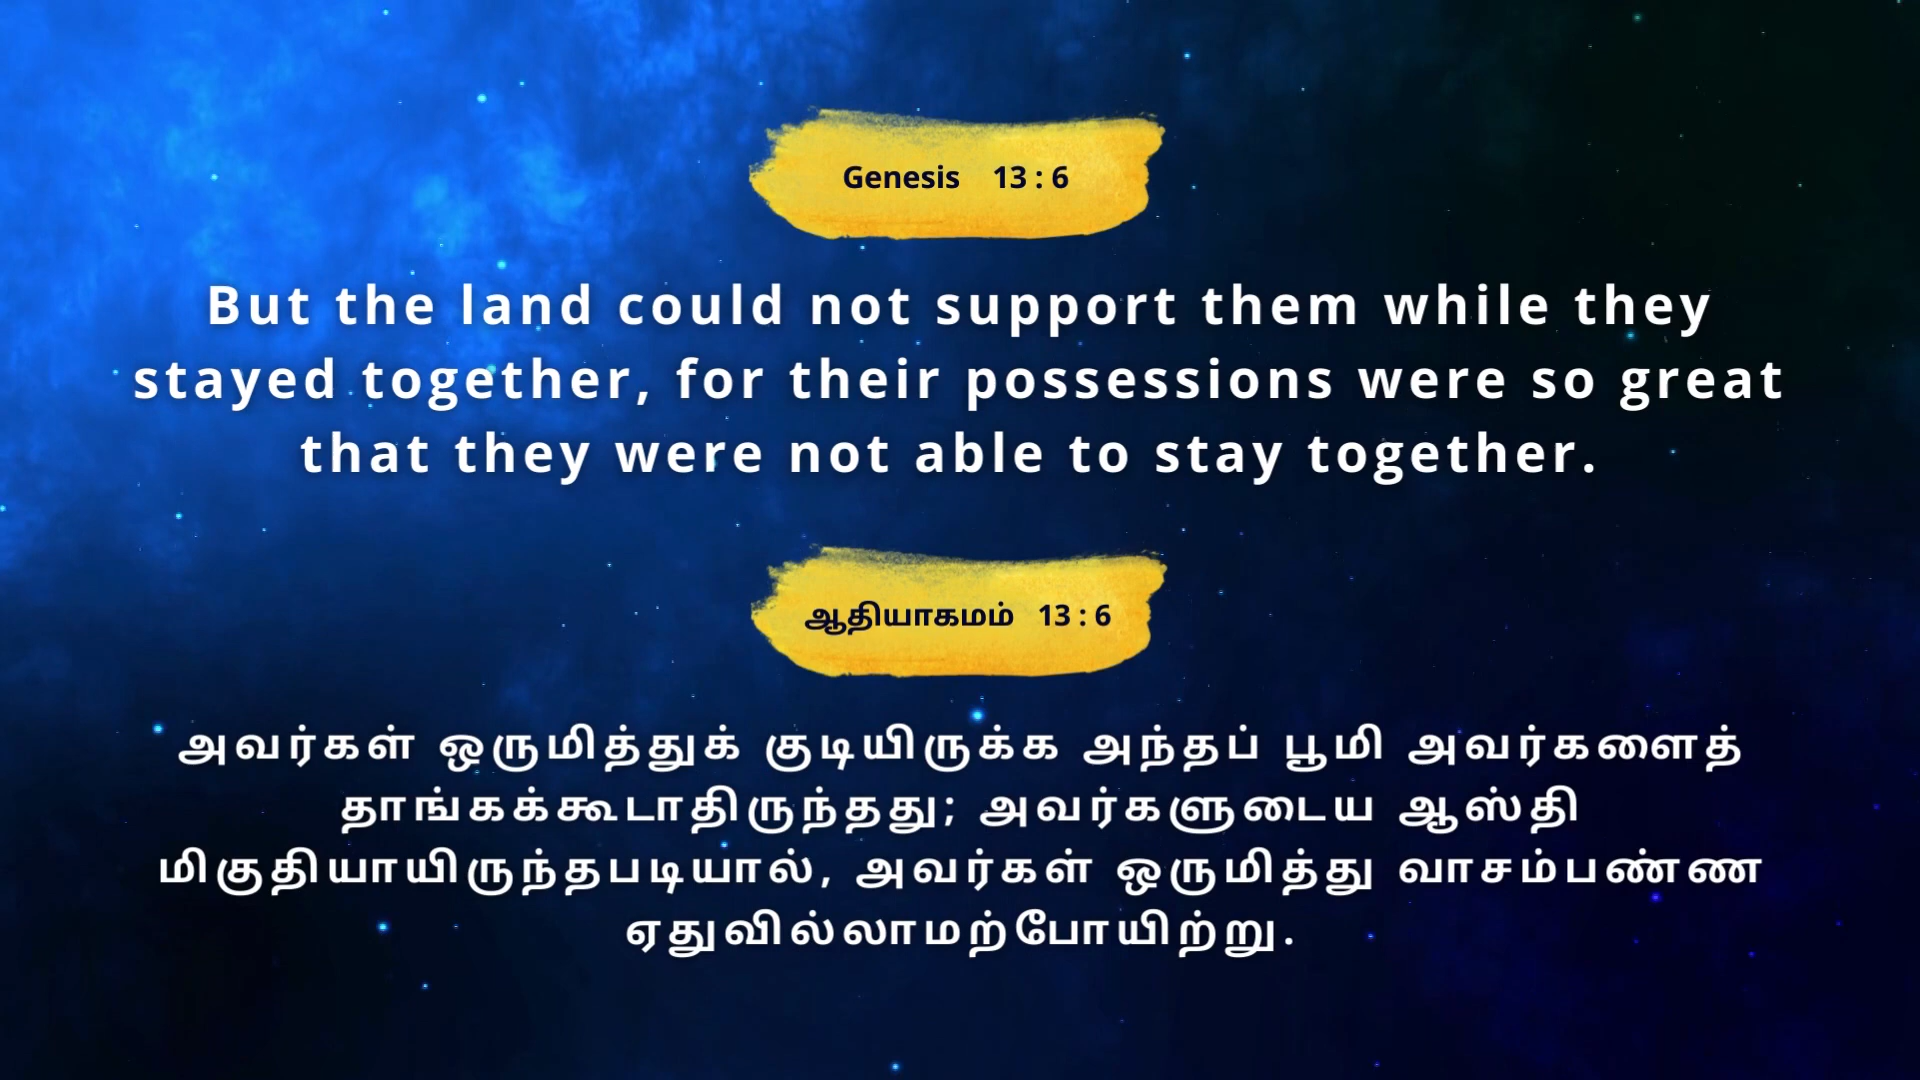 Genesis 13 : 6
But the land could not support them while they
stayed together, for their possessions were so great
that they were not able to stay together.
ஆதியாகமம் 13 : 6
அவர்கள் ஒருமித்துக் குடியிருக்க அந்தப் பூமி அவர்களைத்
தாங்கக்கூடாதிருந்தது; அவர்களுடைய ஆஸ்தி
மிகுதியாயிருந்தபடியால், அவர்கள் ஒருமித்து வாசம்பண்ண
ஏதுவில்லாமற்போயிற்று.